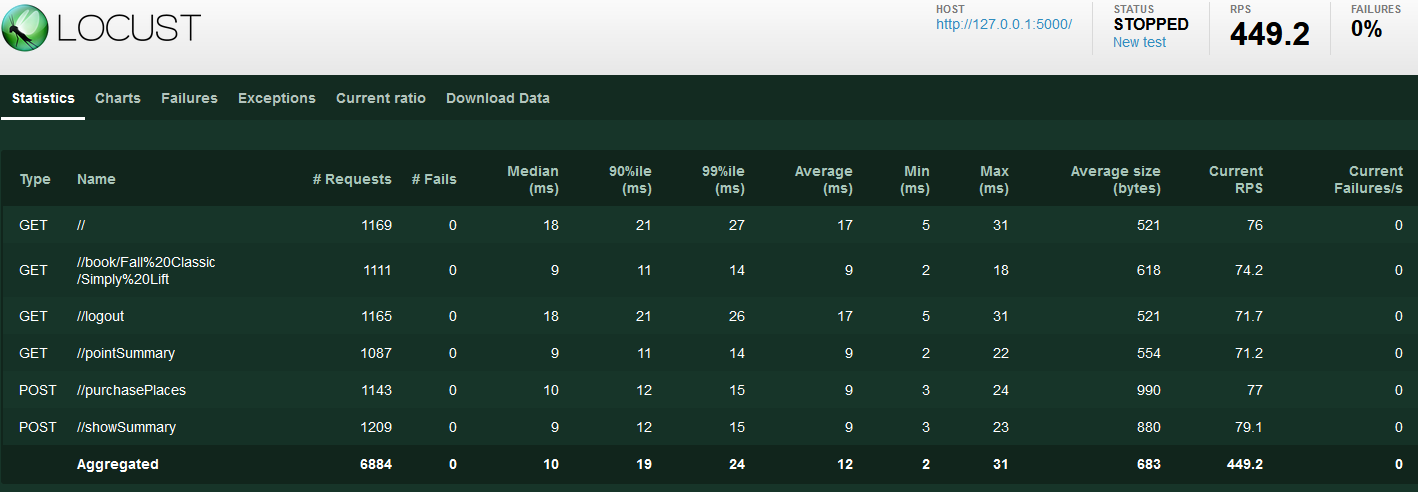 LOCUST
HOST
http://127.0.0.1:5000/
STATUS
STOPPED
New test
RPS
449.2
FAILURES
0%
Statistics Charts Failures Exceptions Current ratio Download Data
Type Name # Requests # Fails Median (ms) 90%ile (ms) 99%ile (ms) Average (ms) Min (ms) Max (ms) Average size (bytes) Current RPS Current Failures/s
GET // 1169 0 18 21 27 17 5 31 521 76 0
GET //book/Fall%20Classic/Simply%20Lift 1111 0 9 11 14 9 2 18 618 74.2 0
GET //logout 1165 0 18 21 26 17 5 31 521 71.7 0
GET //pointSummary 1087 0 9 11 14 9 2 22 554 71.2 0
POST //purchasePlaces 1143 0 10 12 15 9 3 24 990 77 0
POST //showSummary 1209 0 9 12 15 9 3 23 880 79.1 0
Aggregated 6884 0 10 19 24 12 2 31 683 449.2 0